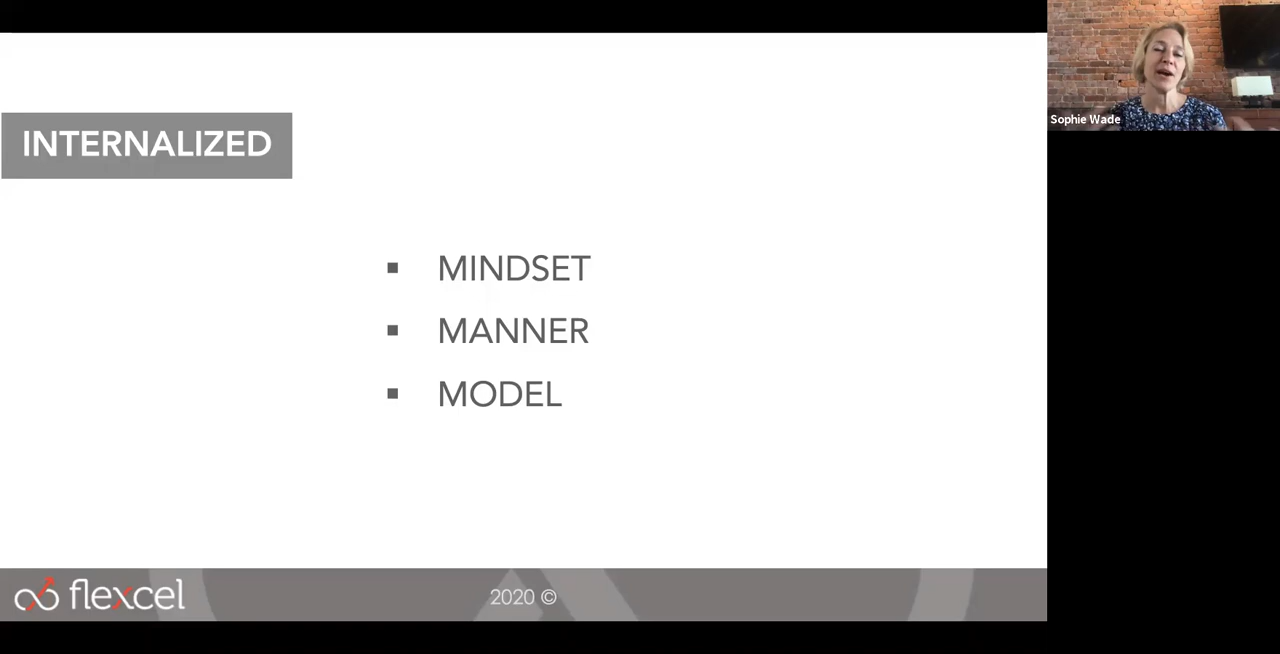 INTERNALIZED
▪ MINDSET
▪ MANNER
▪ MODEL
flexcel
2020 ©
Sophie Wade